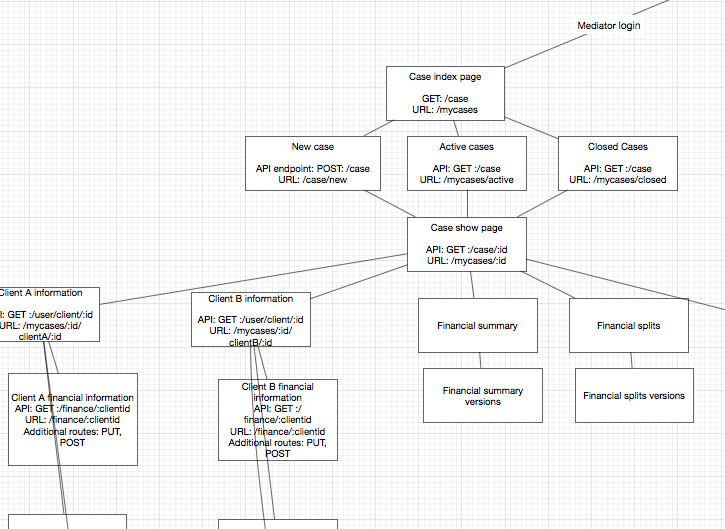 Mediator login
Case index page
GET: /case
URL: /mycases
New case
API endpoint: POST: /case
URL: /case/new
Active cases
API: GET :/case
URL: /mycases/active
Closed Cases
API: GET :/case
URL: /mycases/closed
Case show page
API: GET :/case/:id
URL: /mycases/:id
Client A information
I: GET :/user/client/:id
URL: /mycases/:id/
clientA/:id
Client B information
API: GET :/user/client/:id
URL: /mycases/:id/
clientB/:id
Financial summary
Financial splits
Client A financial information
API: GET :/finance/:clientid
URL: /finance/:clientid
Additional routes: PUT,
POST
Client B financial
information
API: GET :/
finance/:clientid
URL: /finance/:clientid
Additional routes: PUT,
POST
Financial summary
versions
Financial splits versions